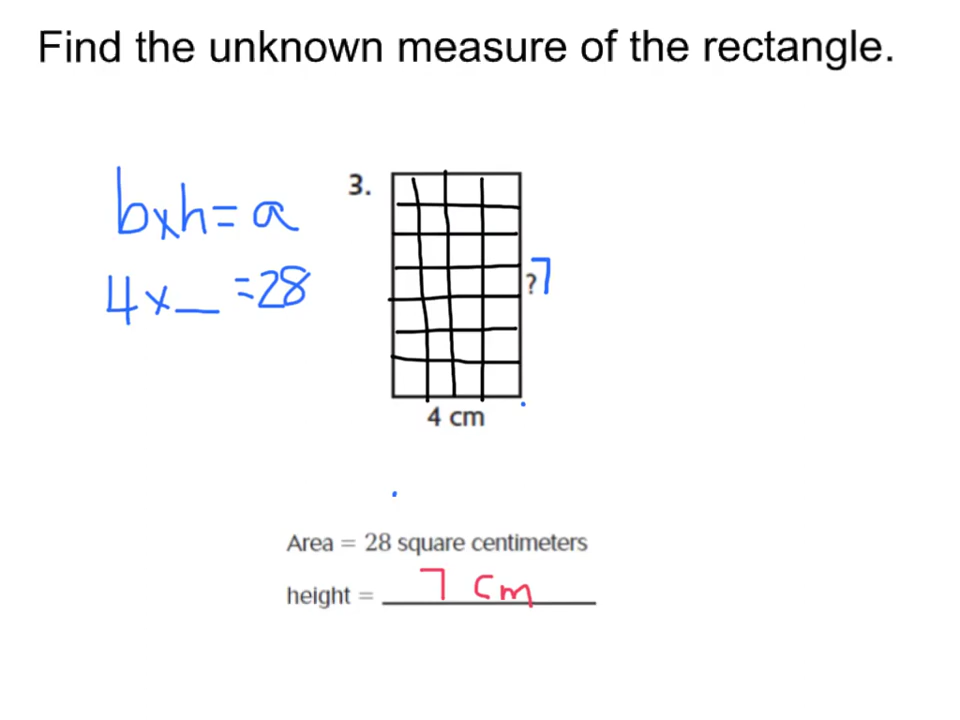 Find the unknown measure of the rectangle.
bxh=a
3.
4x_=28
?7
4 cm
Area = 28 square centimeters
height = 7 cm